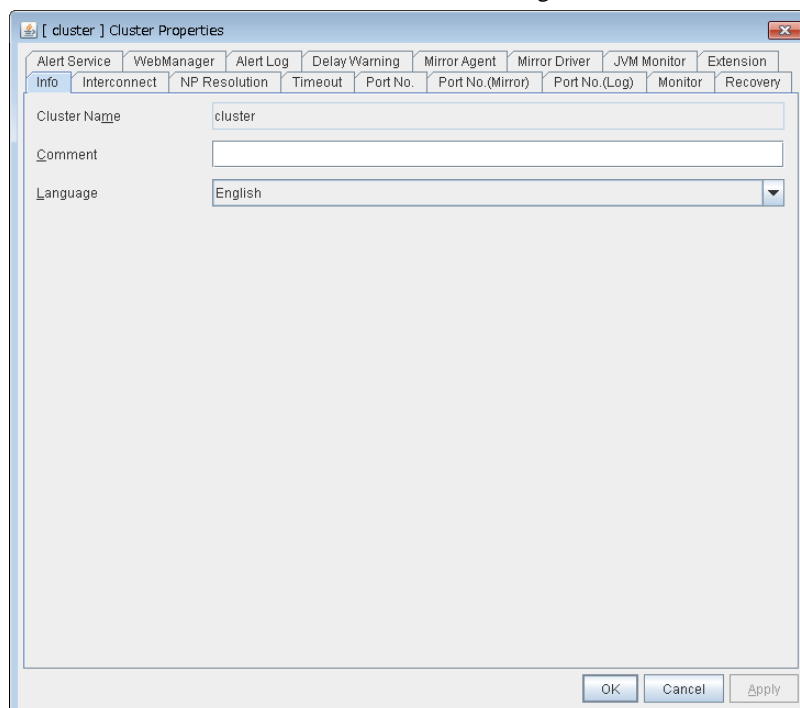 [ cluster ] Cluster Properties
Alert Service WebManager Alert Log Delay Warning Mirror Agent Mirror Driver JVM Monitor Extension
Info Interconnect NP Resolution Timeout Port No. Port No.(Mirror) Port No.(Log) Monitor Recovery
Cluster Name cluster
Comment
Language English
OK Cancel Apply